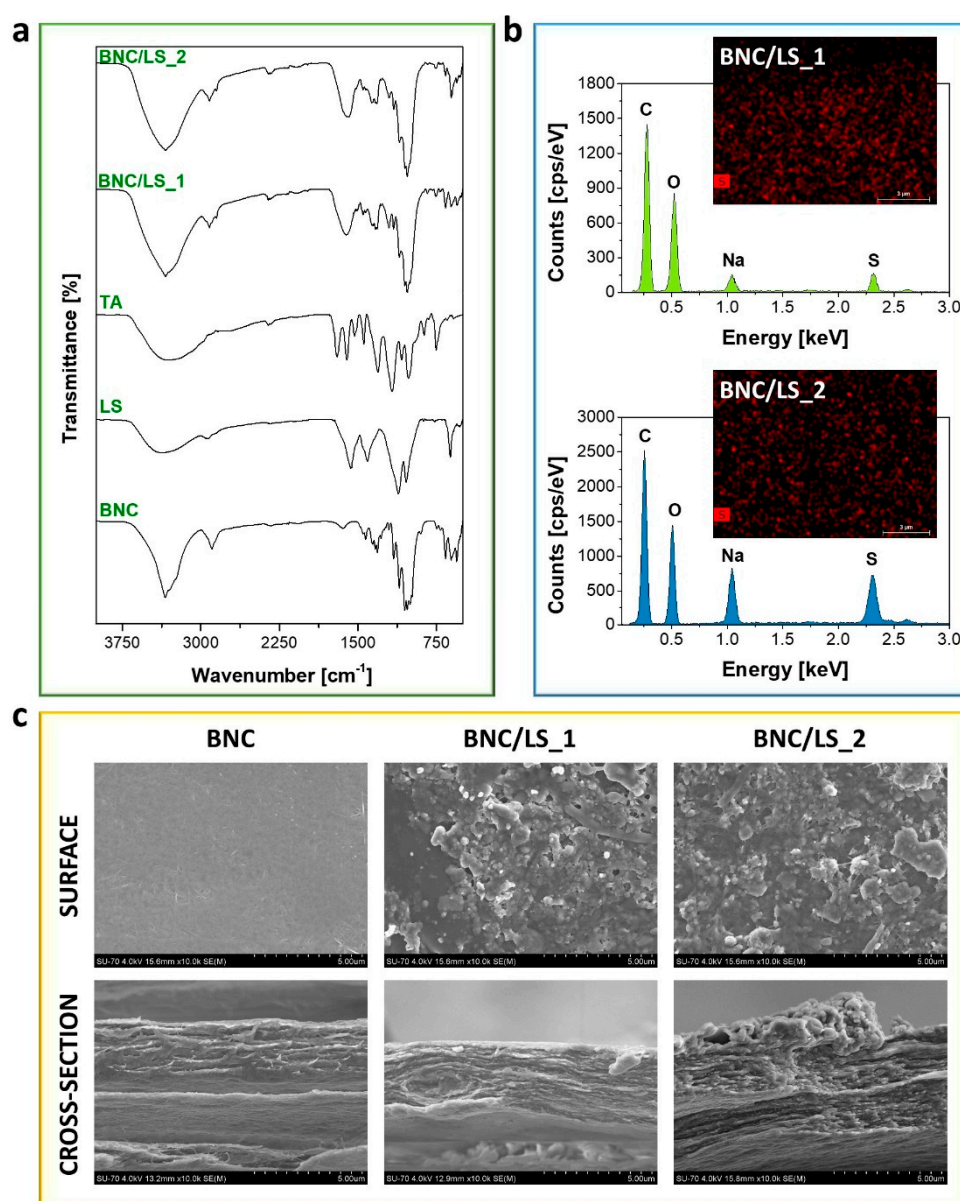 a
BNC/LS_2
BNC/LS_1
TA
LS
BNC
Transmittance [%]
3750 3000 2250 1500 750
Wavenumber [cm-1]
b
BNC/LS_1
1800
1500
1200
900
600
300
0
Counts [cps/eV]
C
O
Na
S
S
3 µm
0.5 1.0 1.5 2.0 2.5 3.0
Energy [keV]
BNC/LS_2
3000
2500
2000
1500
1000
500
0
Counts [cps/eV]
C
O
Na
S
S
3 µm
0.5 1.0 1.5 2.0 2.5 3.0
Energy [keV]
c
BNC BNC/LS_1 BNC/LS_2
SURFACE
SU-70 4.0kV 15.6mm x10.0k SE(M) 5.00um
SU-70 4.0kV 15.6mm x10.0k SE(M) 5.00um
SU-70 4.0kV 15.6mm x10.0k SE(M) 5.00um
CROSS-SECTION
SU-70 4.0kV 13.2mm x10.0k SE(M) 5.00um
SU-70 4.0kV 12.9mm x10.0k SE(M) 5.00um
SU-70 4.0kV 15.8mm x10.0k SE(M) 5.00um